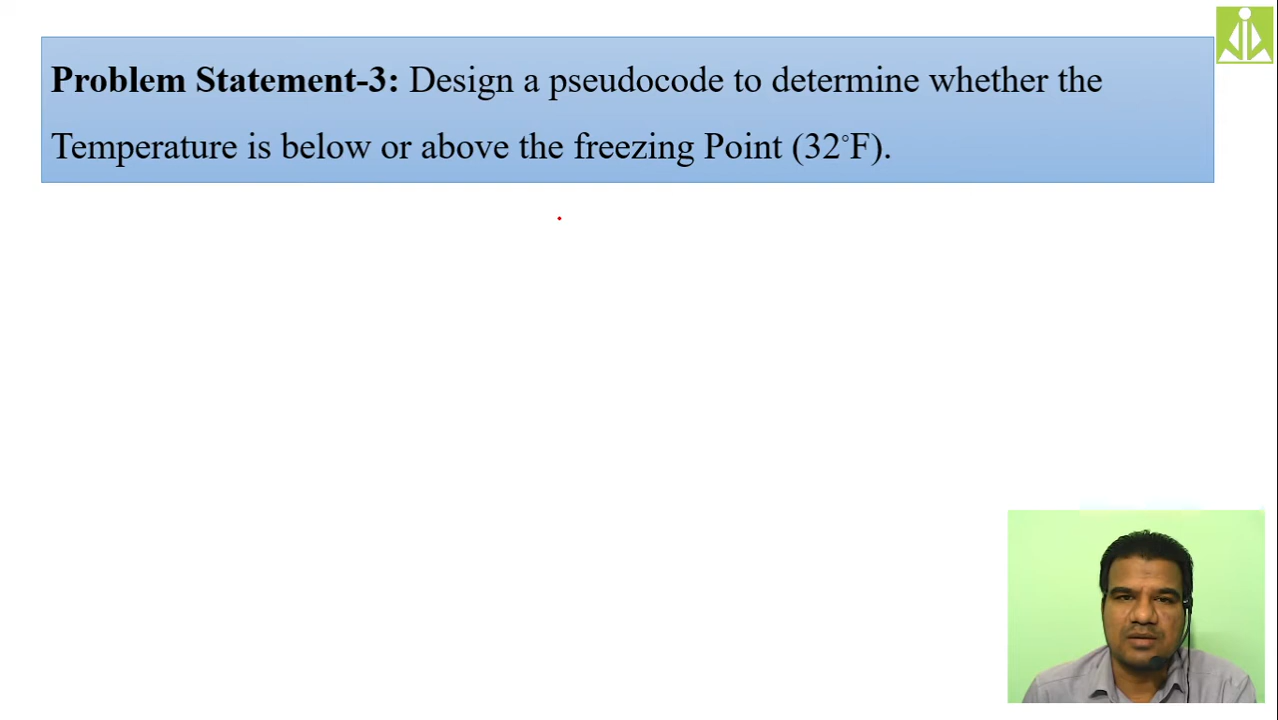 Problem Statement-3: Design a pseudocode to determine whether the
Temperature is below or above the freezing Point (32°F).